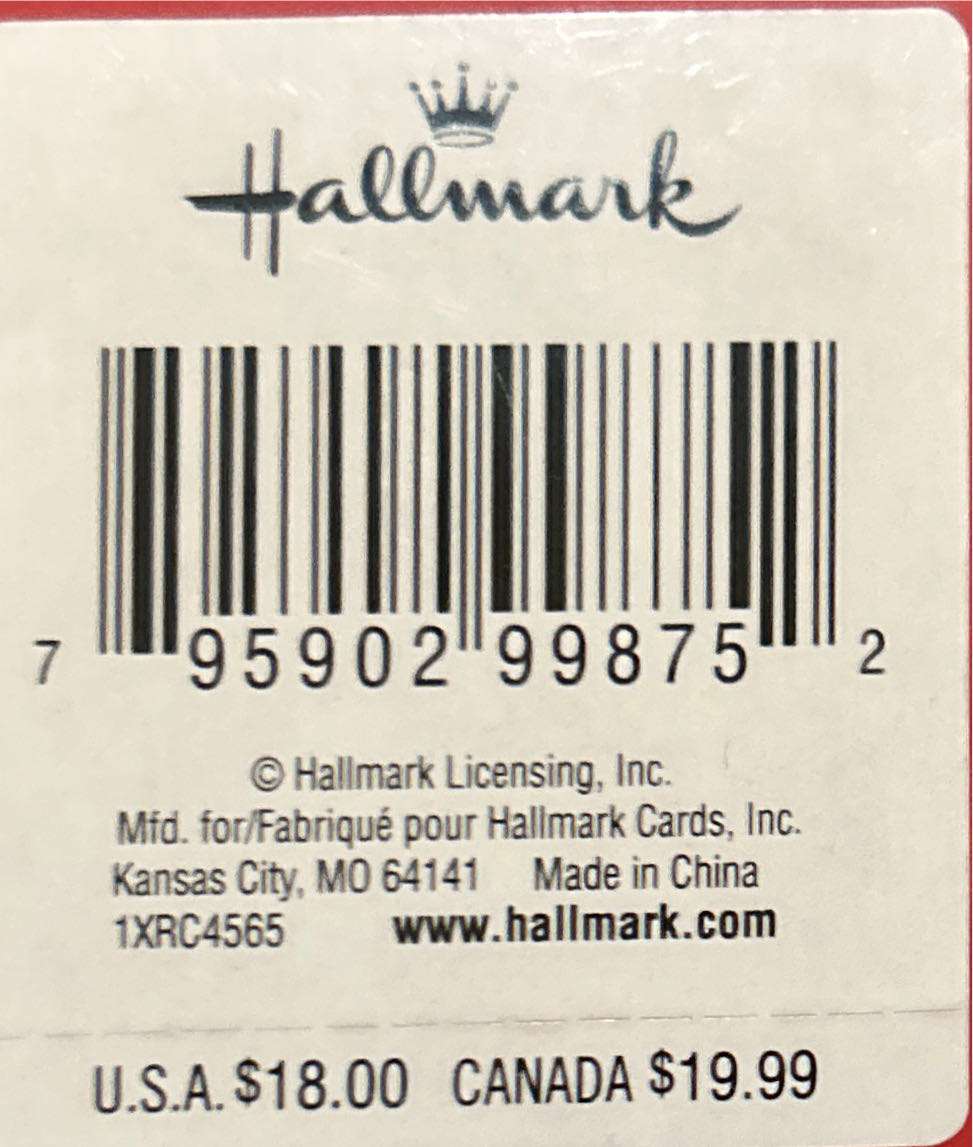 Hallmark
7 95902 99875 2
© Hallmark Licensing, Inc.
Mfd. for/Fabriqué pour Hallmark Cards, Inc.
Kansas City, MO 64141 Made in China
1XRC4565 www.hallmark.com
U.S.A. $18.00 CANADA $19.99